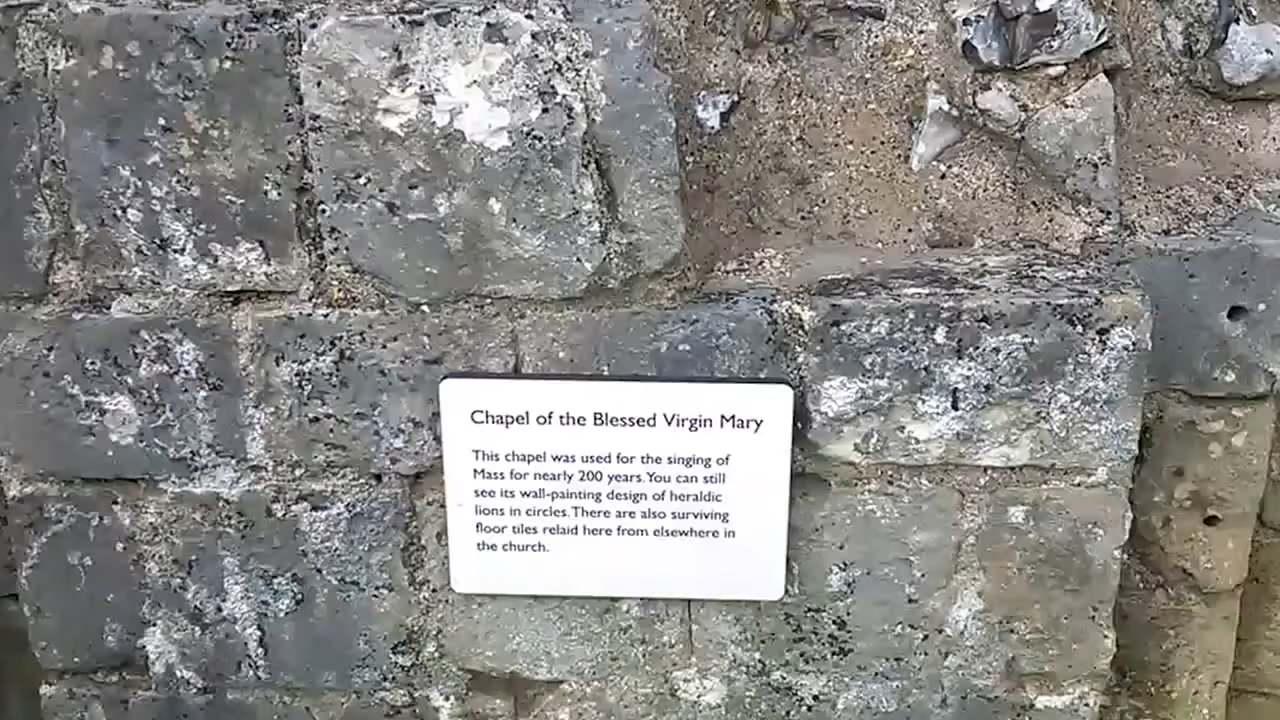 Chapel of the Blessed Virgin Mary
This chapel was used for the singing of
Mass for nearly 200 years. You can still
see its wall-painting design of heraldic
lions in circles. There are also surviving
floor tiles relaid here from elsewhere in
the church.